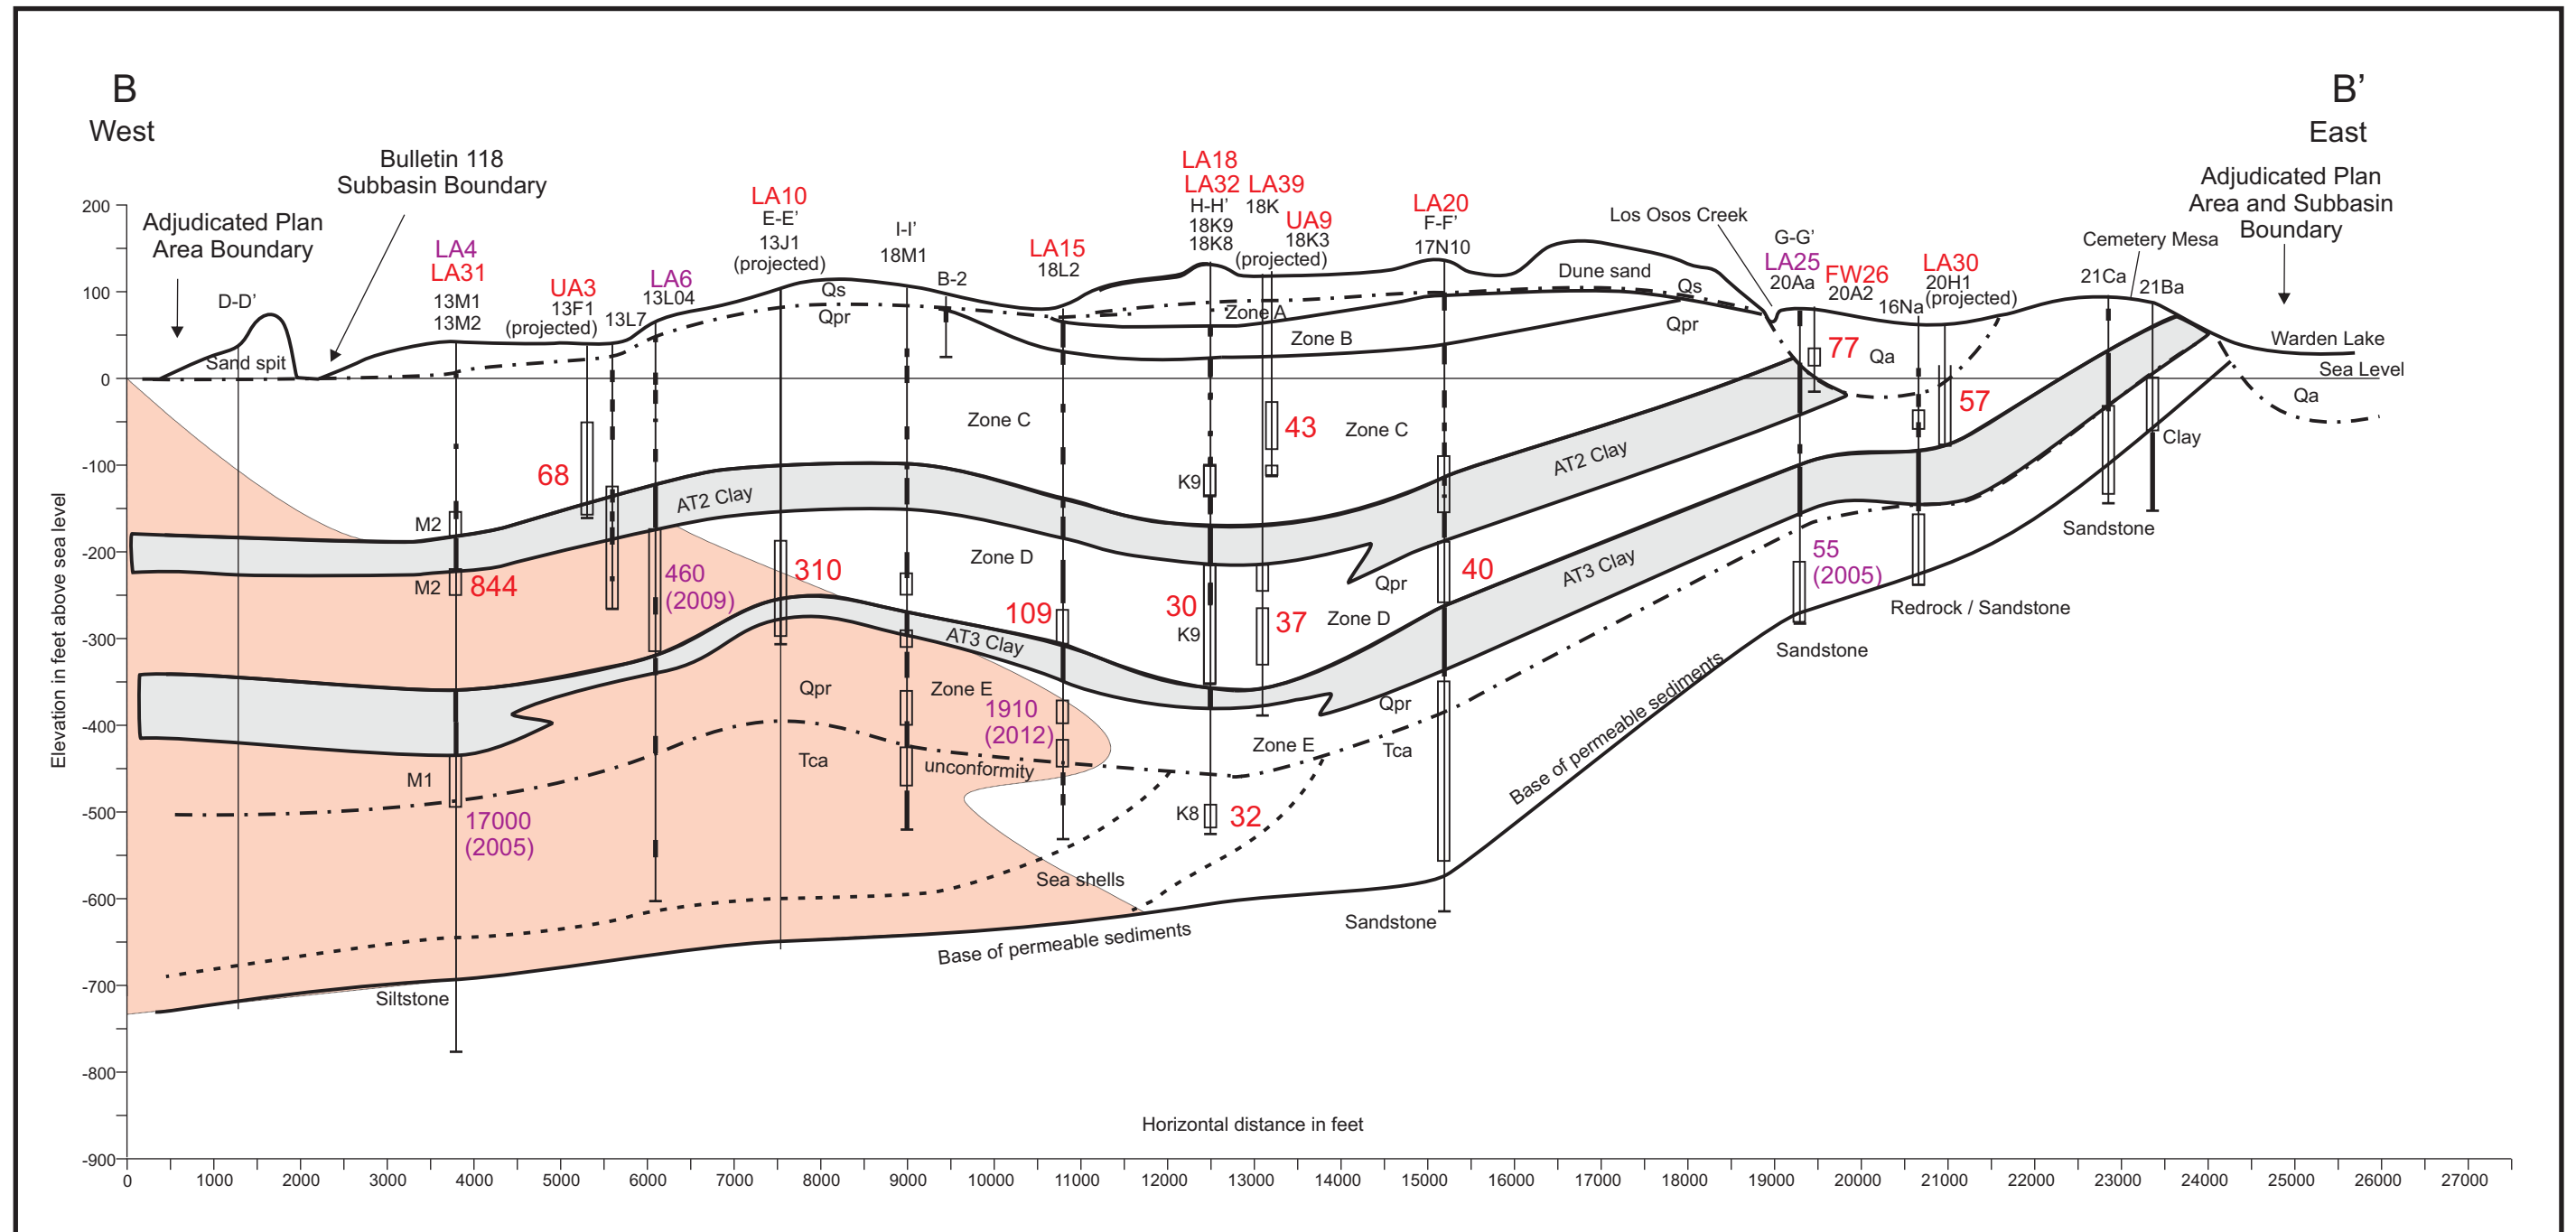 B
West
B’
East
Bulletin 118
Subbasin Boundary
Adjudicated Plan
Area Boundary
Adjudicated Plan
Area and Subbasin
Boundary
D-D’
Sand spit
LA4
LA31
13M1
13M2
UA3
13F1
(projected)
13L7
LA6
13L04
LA10
E-E’
13J1
(projected)
I-I’
18M1
B-2
LA15
18L2
LA18
LA32
H-H’
18K9
18K8
LA39
18K
UA9
18K3
(projected)
LA20
F-F’
17N10
Los Osos Creek
G-G’
LA25
20Aa
FW26
20A2
16Na
LA30
20H1
(projected)
Cemetery Mesa
21Ca
21Ba
Warden Lake
Sea Level
Qs
Qpr
Zone A
Zone B
Dune sand
Qs
Qpr
Qa
Qa
77
57
Clay
Zone C
Zone C
43
68
K9
AT2 Clay
AT2 Clay
M2
M2
844
460
(2009)
310
Zone D
109
30
K9
37
Qpr
Zone D
40
AT3 Clay
AT3 Clay
55
(2005)
Sandstone
Redrock / Sandstone
Sandstone
Qpr
Zone E
1910
(2012)
Zone E
Qpr
Tca
Tca
unconformity
M1
17000
(2005)
K8
32
Sea shells
Base of permeable sediments
Base of permeable sediments
Sandstone
Siltstone
Elevation in feet above sea level
200
100
0
-100
-200
-300
-400
-500
-600
-700
-800
-900
Horizontal distance in feet
0 1000 2000 3000 4000 5000 6000 7000 8000 9000 10000 11000 12000 13000 14000 15000 16000 17000 18000 19000 20000 21000 22000 23000 24000 25000 26000 27000